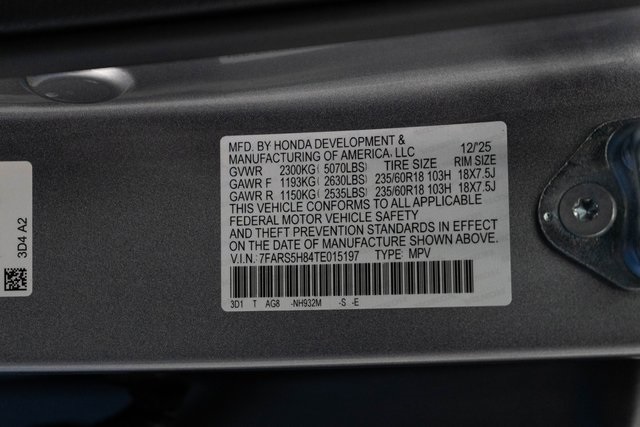 MFD. BY HONDA DEVELOPMENT &
MANUFACTURING OF AMERICA, LLC 12/'25
GVWR 2300KG( 5070LBS) TIRE SIZE RIM SIZE
GAWR F 1193KG( 2630LBS) 235/60R18 103H 18X7.5J
GAWR R 1150KG( 2535LBS) 235/60R18 103H 18X7.5J
THIS VEHICLE CONFORMS TO ALL APPLICABLE
FEDERAL MOTOR VEHICLE SAFETY
AND THEFT PREVENTION STANDARDS IN EFFECT
ON THE DATE OF MANUFACTURE SHOWN ABOVE.
V.I.N.: 7FARS5H84TE015197 TYPE: MPV
3D1 T AG8 -NH932M -S -E
3D4 A2